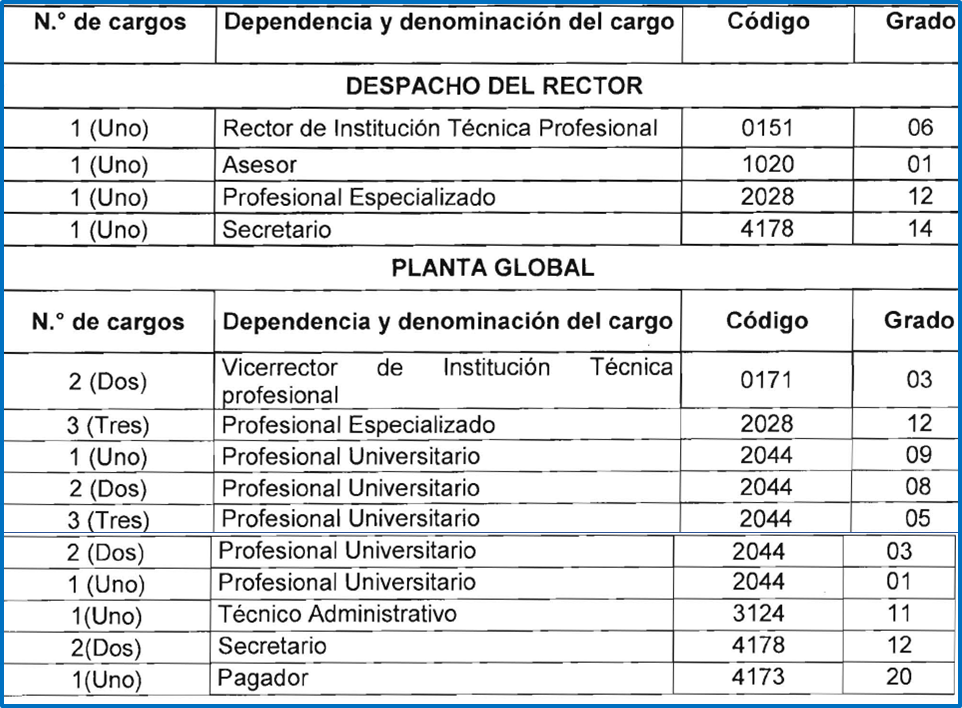 N.° de cargos Dependencia y denominación del cargo Código Grado
DESPACHO DEL RECTOR
1 (Uno) Rector de Institución Técnica Profesional 0151 06
1 (Uno) Asesor 1020 01
1 (Uno) Profesional Especializado 2028 12
1 (Uno) Secretario 4178 14
PLANTA GLOBAL
N.° de cargos Dependencia y denominación del cargo Código Grado
2 (Dos) Vicerrector de Institución Técnica profesional 0171 03
3 (Tres) Profesional Especializado 2028 12
1 (Uno) Profesional Universitario 2044 09
2 (Dos) Profesional Universitario 2044 08
3 (Tres) Profesional Universitario 2044 05
2 (Dos) Profesional Universitario 2044 03
1 (Uno) Profesional Universitario 2044 01
1(Uno) Técnico Administrativo 3124 11
2(Dos) Secretario 4178 12
1(Uno) Pagador 4173 20